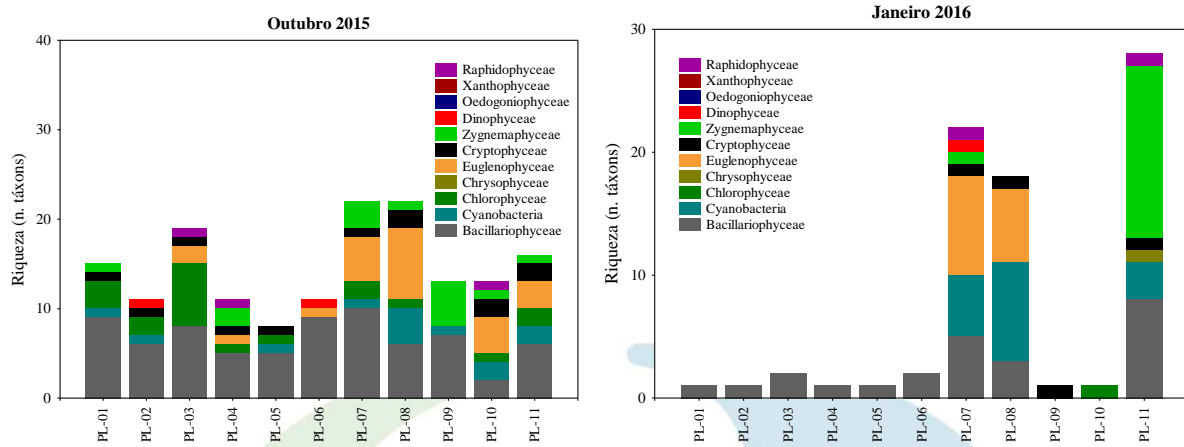 Outubro 2015
Riqueza (n. táxons)
40
30
20
10
0
Raphidophyceae
Xanthophyceae
Oedogoniophyceae
Dinophyceae
Zygnemaphyceae
Cryptophyceae
Euglenophyceae
Chrysophyceae
Chlorophyceae
Cyanobacteria
Bacillariophyceae
PL-01
PL-02
PL-03
PL-04
PL-05
PL-06
PL-07
PL-08
PL-09
PL-10
PL-11
Janeiro 2016
Riqueza (n. táxons)
30
20
10
0
Raphidophyceae
Xanthophyceae
Oedogoniophyceae
Dinophyceae
Zygnemaphyceae
Cryptophyceae
Euglenophyceae
Chrysophyceae
Chlorophyceae
Cyanobacteria
Bacillariophyceae
PL-01
PL-02
PL-03
PL-04
PL-05
PL-06
PL-07
PL-08
PL-09
PL-10
PL-11